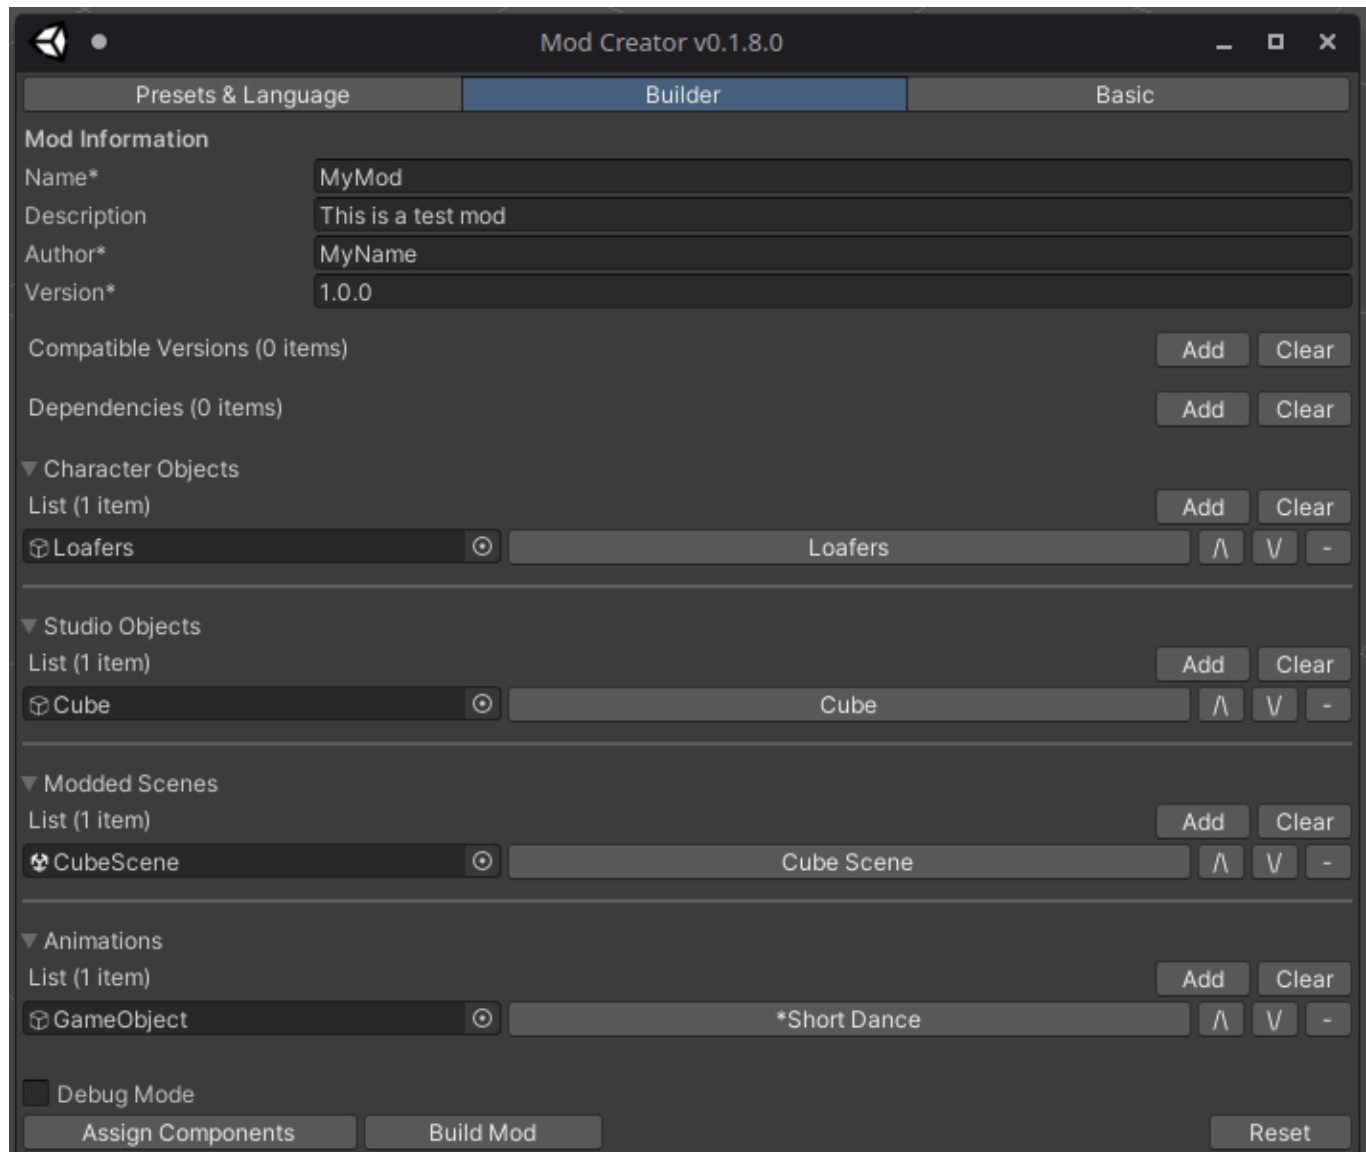 Mod Creator v0.1.8.0
Presets & Language Builder Basic
Mod Information
Name* MyMod
Description This is a test mod
Author* MyName
Version* 1.0.0
Compatible Versions (0 items) Add Clear
Dependencies (0 items) Add Clear
Character Objects
List (1 item) Add Clear
Loafers Loafers /\ \/ -
Studio Objects
List (1 item) Add Clear
Cube Cube /\ \/ -
Modded Scenes
List (1 item) Add Clear
CubeScene Cube Scene /\ \/ -
Animations
List (1 item) Add Clear
GameObject *Short Dance /\ \/ -
Debug Mode
Assign Components Build Mod Reset